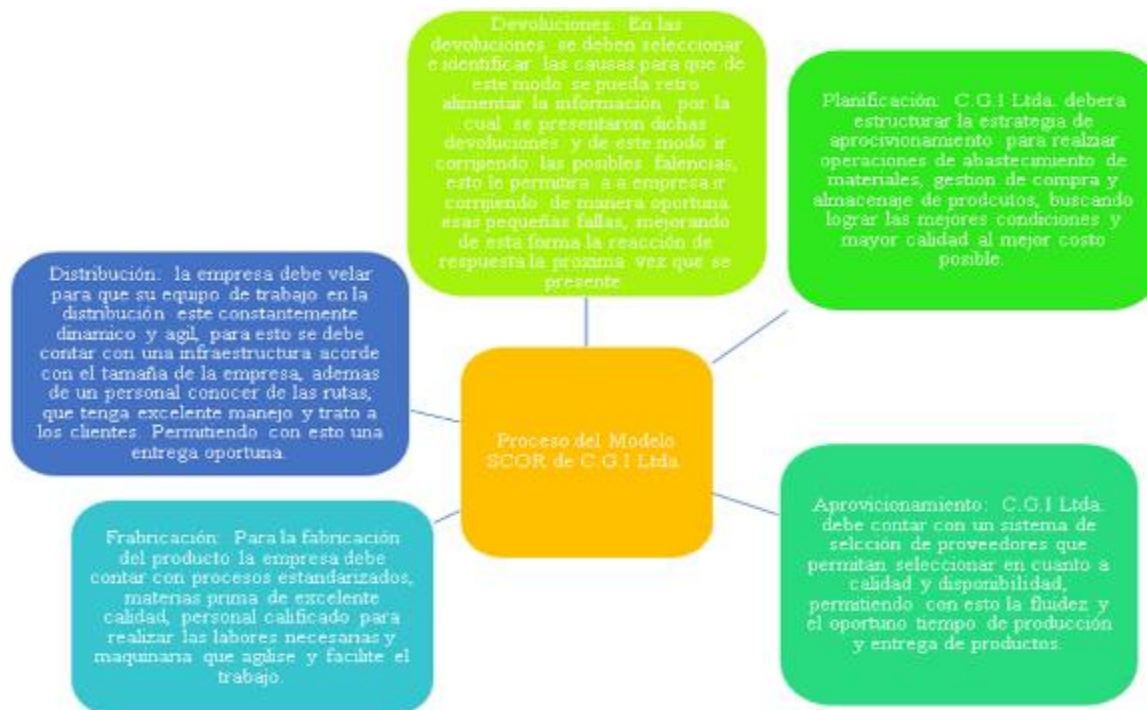 Devoluciones. En las
devoluciones se deben seleccionar
e identificar las causas para que de
este modo se pueda retro
alimentar la información por la
cual se presentaron dichas
devoluciones y de este modo ir
corrijendo las posibles falencias,
esto le permitira a a empresa ir
corrijiendo de manera oportuna
esas pequeñas fallas, mejorando
de esta forma la reacción de
respuesta la proxima vez que se
presente
Planificación: C.G.I Ltda. debera
estructurar la estrategia de
aprocivionamiento para realziar
operaciones de abastecimiento de
materiales, gestion de compra y
almacenaje de prodcutos, buscando
lograr las mejores condiciones y
mayor calidad al mejor costo
posible.
Distribución: la empresa debe velar
para que su equipo de trabajo en la
distribución este constantemente
dinamico y agil, para esto se debe
contar con una infraestructura acorde
con el tamaña de la empresa, ademas
de un personal conocer de las rutas,
que tenga excelente manejo y trato a
los clientes. Permitiendo con esto una
entrega oportuna.
Proceso del Modelo
SCOR de C.G.I Ltda
Frabricación: Para la fabricación
del producto la empresa debe
contar con procesos estandarizados,
materias prima de excelente
calidad, personal calificado para
realizar las labores necesarias y
maquinaria que agilise y facilite el
trabajo.
Aprovicionamiento: C.G.I Ltda.
debe contar con un sistema de
selcción de proveedores que
permitan seleccionar en cuanto a
calidad y disponibilidad,
permitiendo con esto la fluidez y
el oportuno tiempo de producción
y entrega de productos.